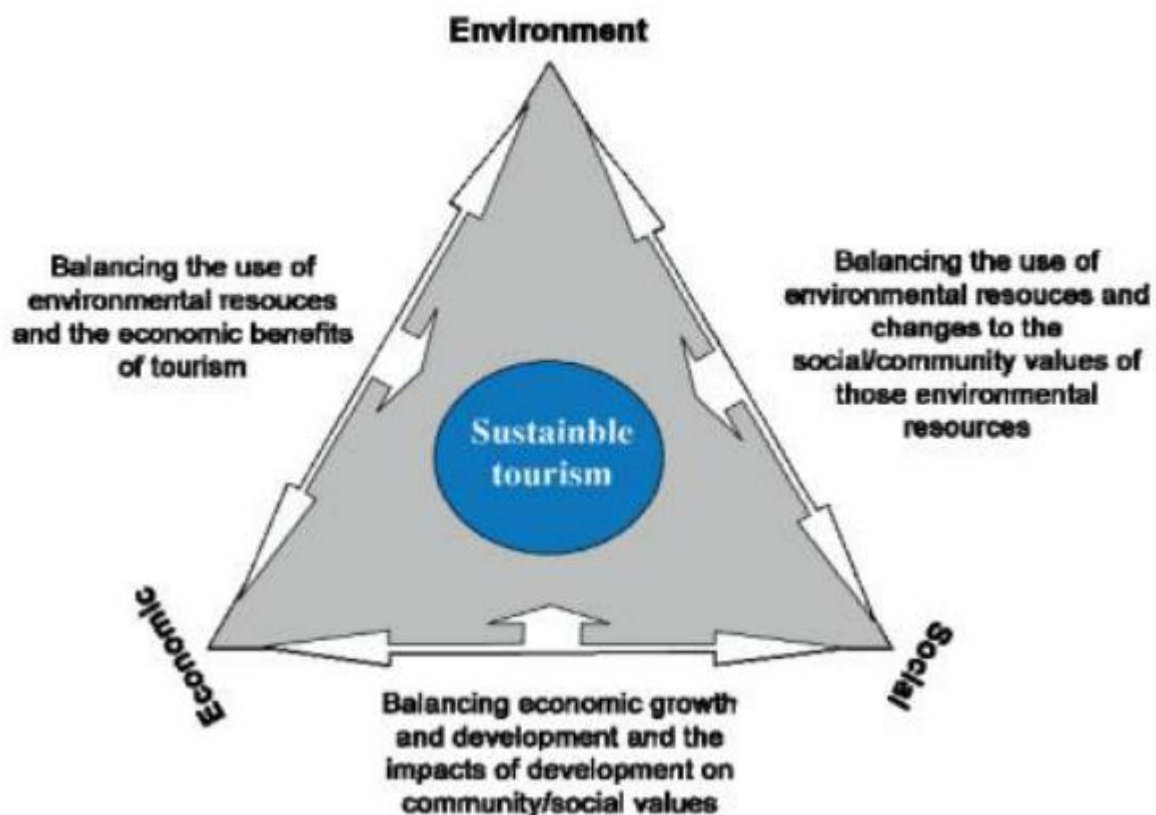 Environment
Balancing the use of
environmental resouces
and the economic benefits
of tourism
Balancing the use of
environmental resouces and
changes to the
social/community values of
those environmental
resources
Sustainble
tourism
Economic
Social
Balancing economic growth
and development and the
impacts of development on
community/social values